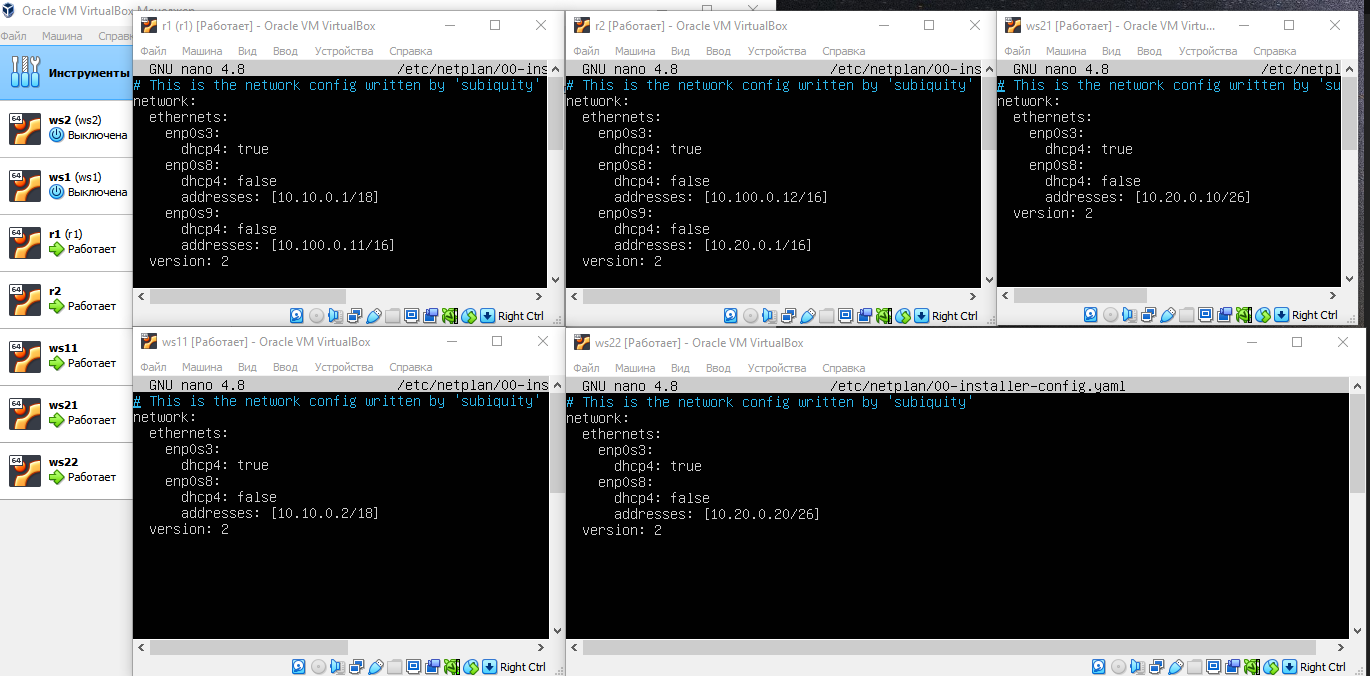 Oracle VM VirtualBox Менеджер
Файл Машина Справк
Инструменты
ws2 (ws2)
Выключена
ws1 (ws1)
Выключена
r1 (r1)
Работает
r2
Работает
ws11
Работает
ws21
Работает
ws22
Работает
r1 (r1) [Работает] - Oracle VM VirtualBox
Файл Машина Вид Ввод Устройства Справка
GNU nano 4.8 /etc/netplan/00-ins
# This is the network config written by 'subiquity'
network:
ethernets:
enp0s3:
dhcp4: true
enp0s8:
dhcp4: false
addresses: [10.10.0.1/18]
enp0s9:
dhcp4: false
addresses: [10.100.0.11/16]
version: 2
Right Ctrl
r2 [Работает] - Oracle VM VirtualBox
Файл Машина Вид Ввод Устройства Справка
GNU nano 4.8 /etc/netplan/00-ins
# This is the network config written by 'subiquity'
network:
ethernets:
enp0s3:
dhcp4: true
enp0s8:
dhcp4: false
addresses: [10.100.0.12/16]
enp0s9:
dhcp4: false
addresses: [10.20.0.1/16]
version: 2
Right Ctrl
ws21 [Работает] - Oracle VM Virtu...
Файл Машина Вид Ввод Устройства Справка
GNU nano 4.8 /etc/netpl
# This is the network config written by 'su
network:
ethernets:
enp0s3:
dhcp4: true
enp0s8:
dhcp4: false
addresses: [10.20.0.10/26]
version: 2
Right Ctrl
ws11 [Работает] - Oracle VM VirtualBox
Файл Машина Вид Ввод Устройства Справка
GNU nano 4.8 /etc/netplan/00-ins
# This is the network config written by 'subiquity'
network:
ethernets:
enp0s3:
dhcp4: true
enp0s8:
dhcp4: false
addresses: [10.10.0.2/18]
version: 2
Right Ctrl
ws22 [Работает] - Oracle VM VirtualBox
Файл Машина Вид Ввод Устройства Справка
GNU nano 4.8 /etc/netplan/00-installer-config.yaml
# This is the network config written by 'subiquity'
network:
ethernets:
enp0s3:
dhcp4: true
enp0s8:
dhcp4: false
addresses: [10.20.0.20/26]
version: 2
Right Ctrl